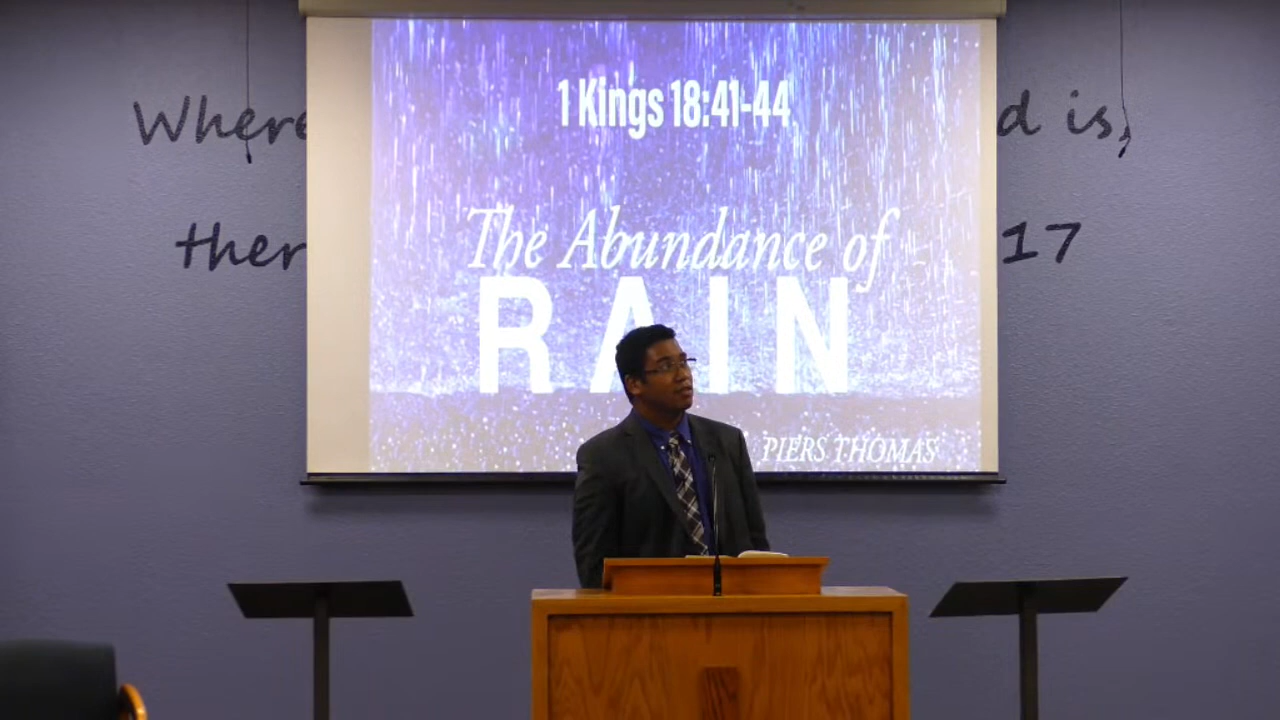 1 Kings 18:41-44
Where d is,
The Abundance of
ther 17
RAIN
PIERS THOMAS